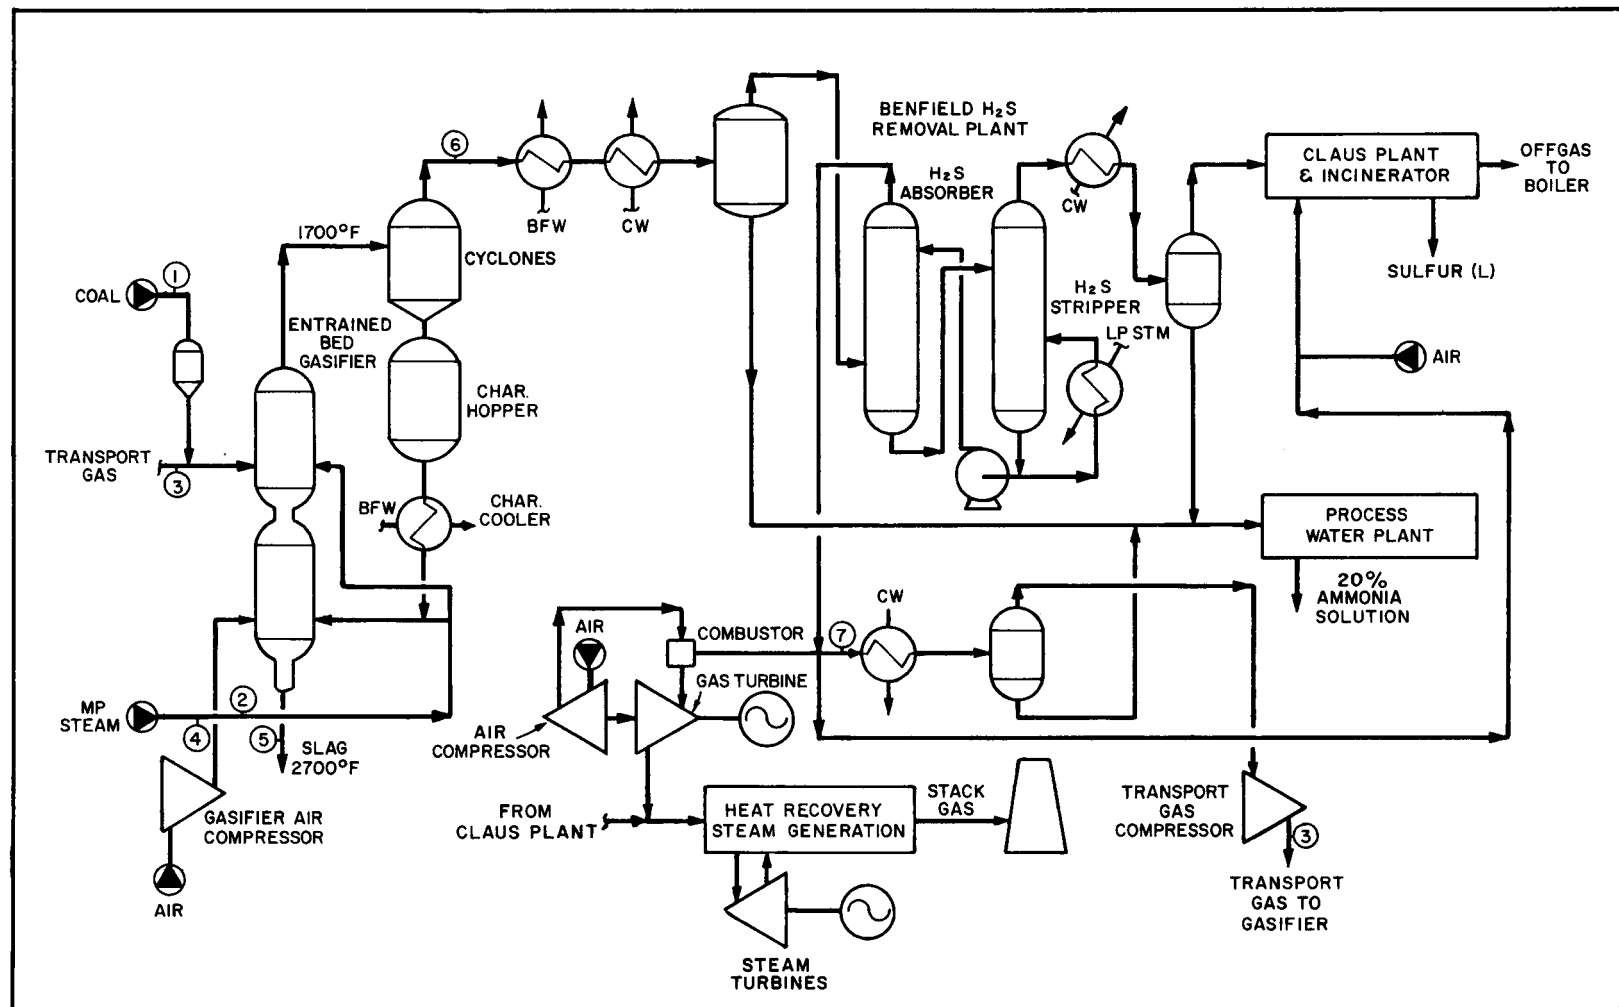 BENFIELD H₂S
REMOVAL PLANT
CLAUS PLANT
& INCINERATOR
OFFGAS
TO
BOILER
6
H₂S
ABSORBER
CW
BFW
CW
1700°F
CYCLONES
SULFUR (L)
1
COAL
H₂S
STRIPPER
ENTRAINED
BED
GASIFIER
LP STM
AIR
CHAR.
HOPPER
TRANSPORT
GAS
3
BFW
CHAR.
COOLER
PROCESS
WATER PLANT
20%
AMMONIA
SOLUTION
CW
AIR
COMBUSTOR
7
GAS TURBINE
MP
STEAM
2
4
5
SLAG
2700°F
AIR
COMPRESSOR
GASIFIER AIR
COMPRESSOR
FROM
CLAUS PLANT
HEAT RECOVERY
STEAM GENERATION
STACK
GAS
TRANSPORT
GAS
COMPRESSOR
3
AIR
TRANSPORT
GAS TO
GASIFIER
STEAM
TURBINES